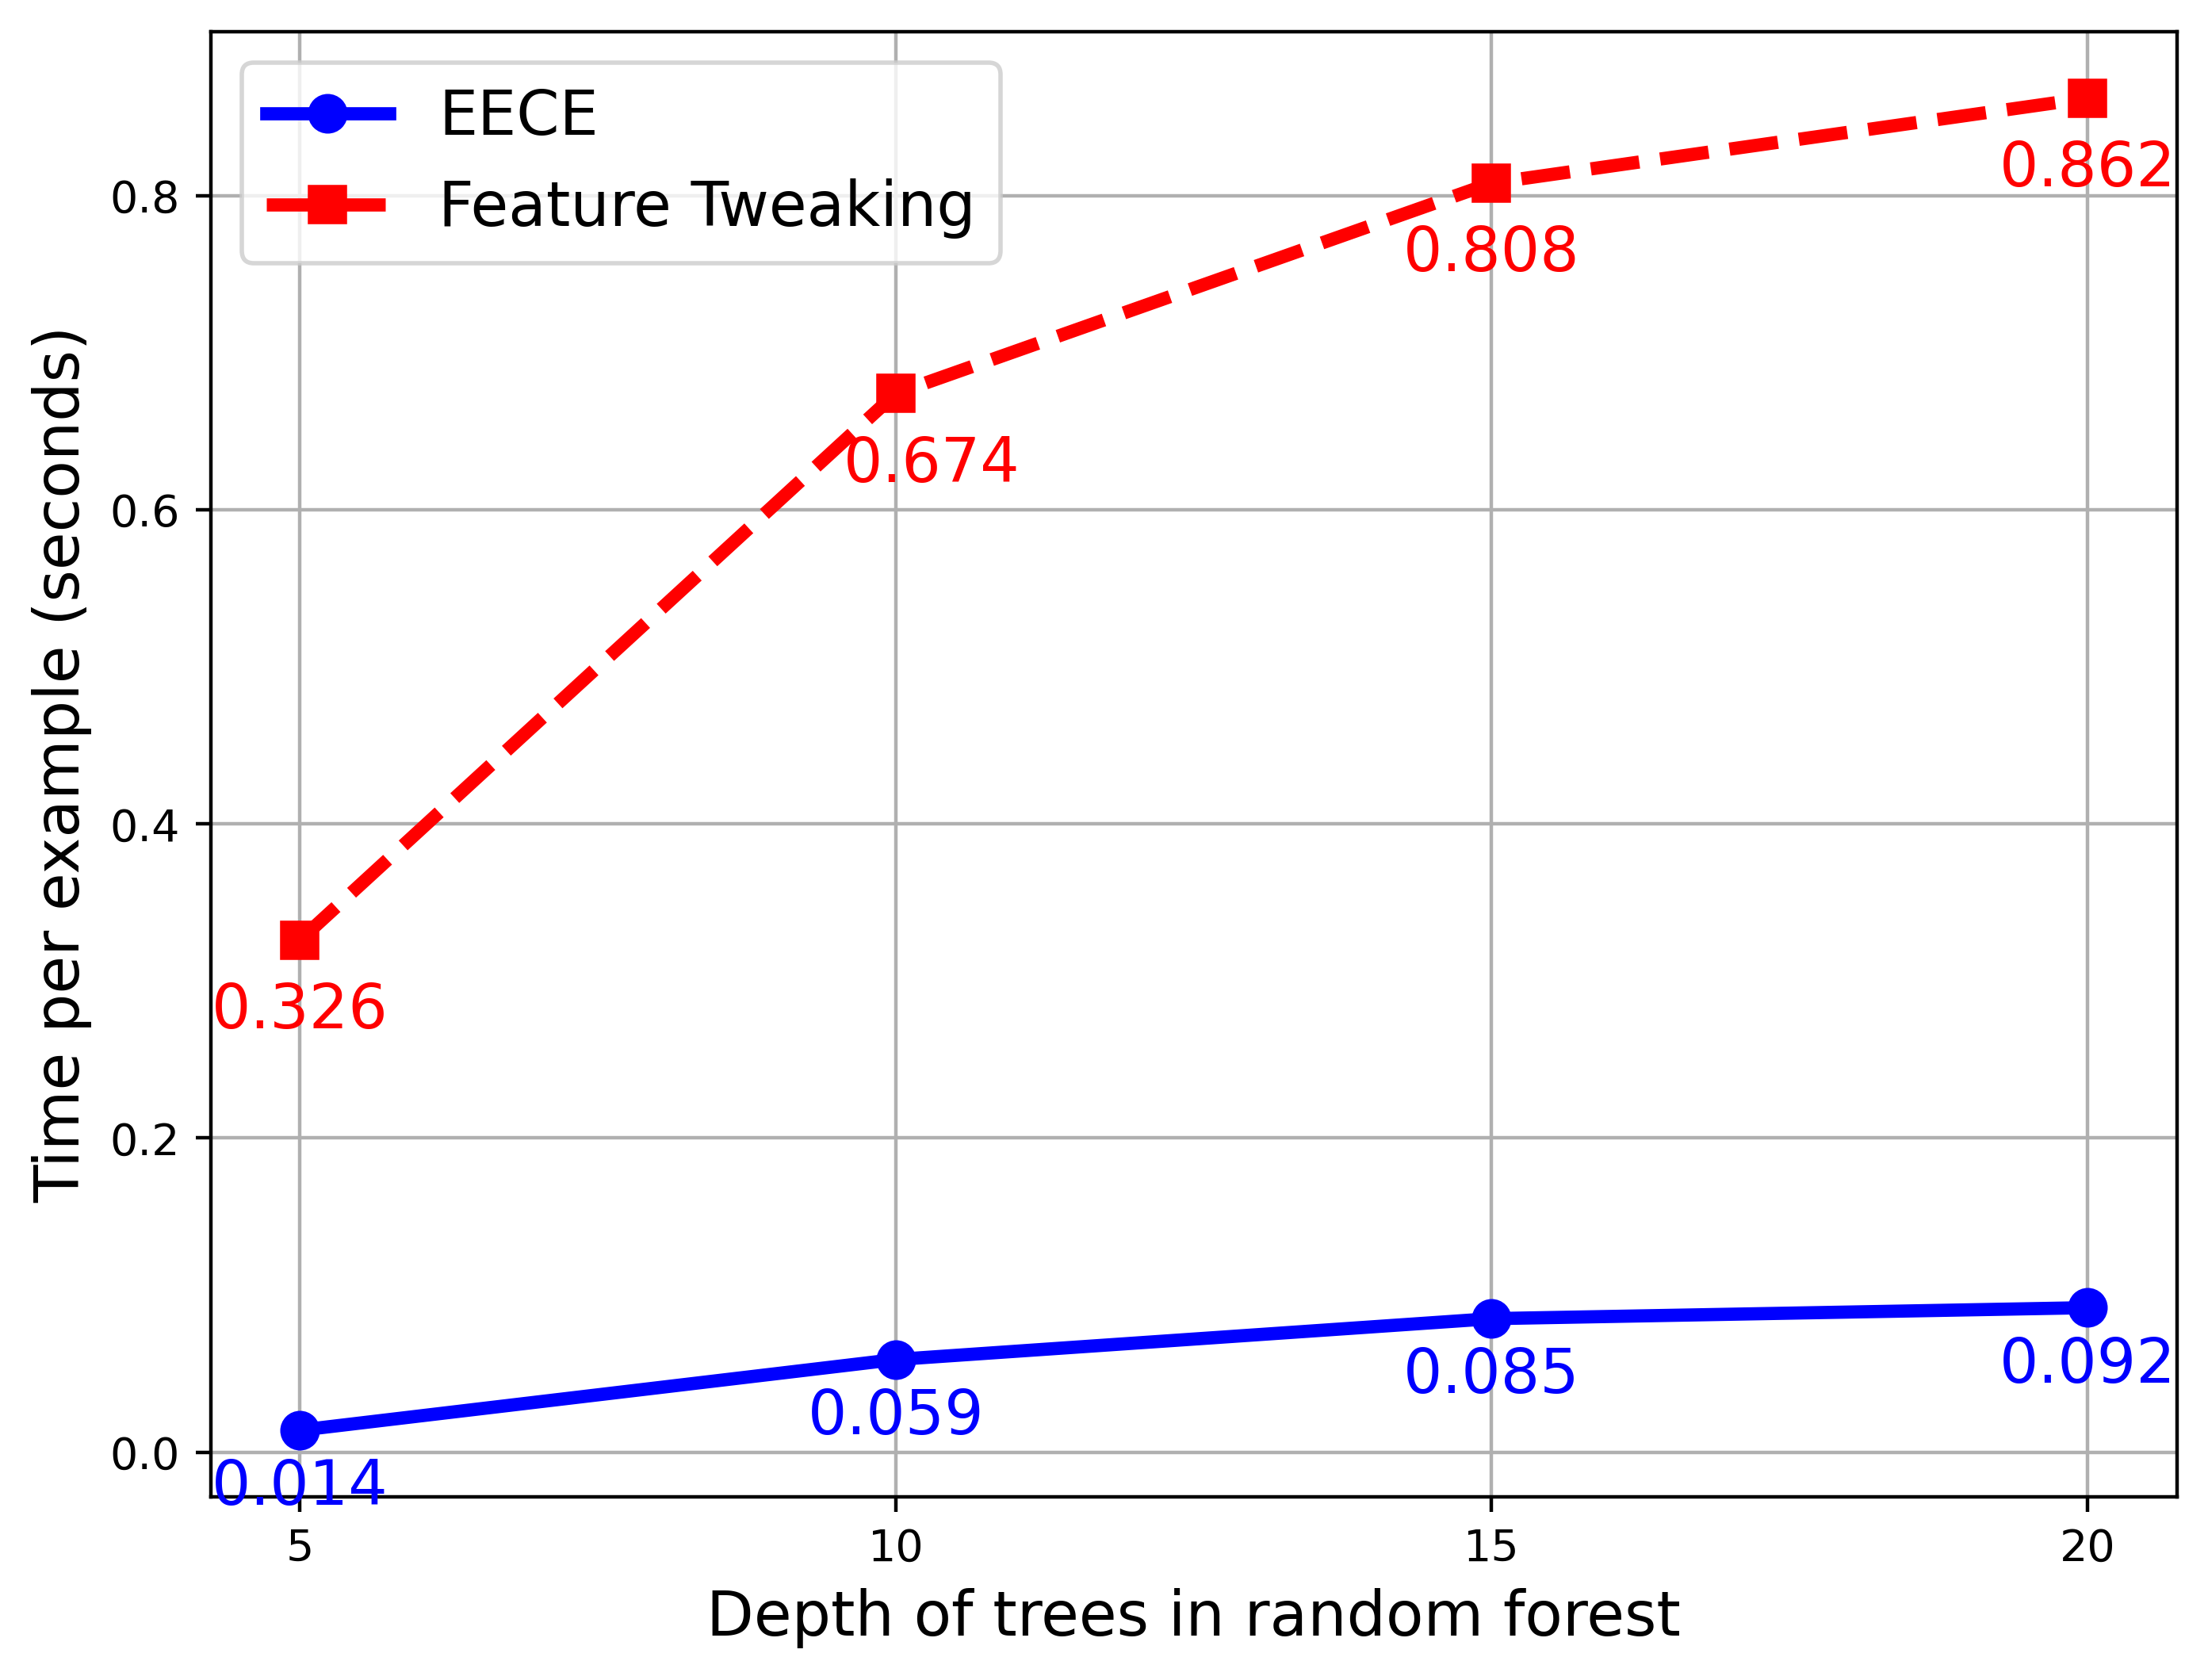 EECE
Feature Tweaking
Time per example (seconds)
0.8
0.6
0.4
0.2
0.0
0.862
0.808
0.674
0.326
0.092
0.085
0.059
0.014
5 10 15 20
Depth of trees in random forest